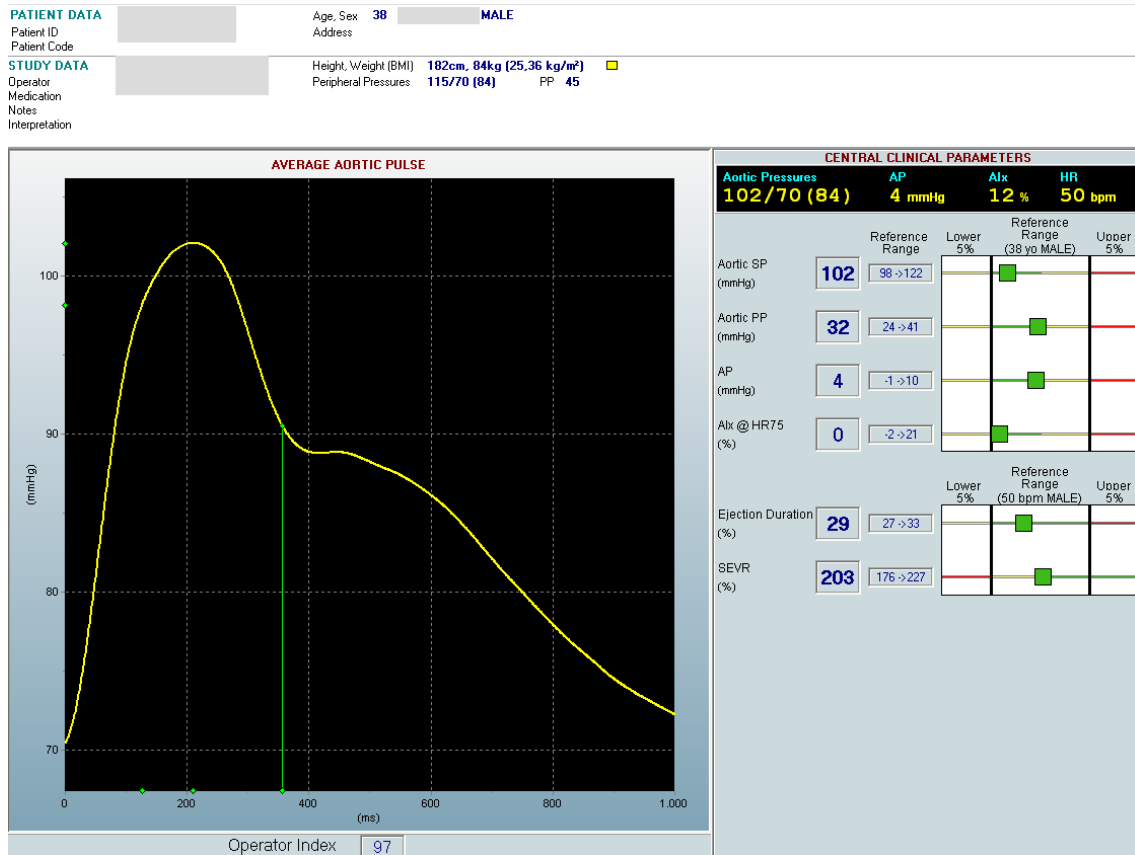 PATIENT DATA
Patient ID
Patient Code
Age, Sex 38 MALE
Address
STUDY DATA
Operator
Medication
Notes
Interpretation
Height, Weight (BMI) 182cm, 84kg (25,36 kg/m²)
Peripheral Pressures 115/70 (84) PP 45
AVERAGE AORTIC PULSE
100
90
80
70
(mmHg)
0 200 400 600 800 1.000
(ms)
Operator Index 97
CENTRAL CLINICAL PARAMETERS
Aortic Pressures AP AIx HR
102/70 (84) 4 mmHg 12 % 50 bpm
Reference Range Lower 5% Reference Range (38 yo MALE) Upper 5%
Aortic SP (mmHg) 102 98 ->122
Aortic PP (mmHg) 32 24 ->41
AP (mmHg) 4 -1 ->10
AIx @ HR75 (%) 0 -2 ->21
Lower 5% Reference Range (50 bpm MALE) Upper 5%
Ejection Duration (%) 29 27 ->33
SEVR (%) 203 176 ->227